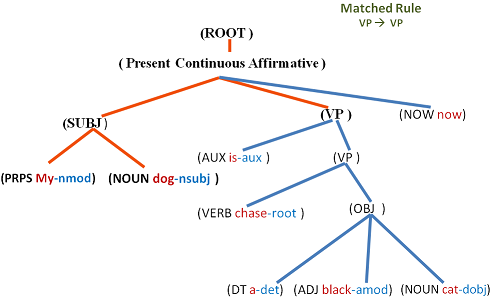 Matched Rule
VP → VP
(ROOT )
( Present Continuous Affirmative )
(SUBJ )
(VP )
(NOW now)
(PRPS My-nmod)
(NOUN dog-nsubj )
(AUX is-aux )
(VP )
(VERB chase-root )
(OBJ )
(DT a-det)
(ADJ black-amod)
(NOUN cat-dobj)